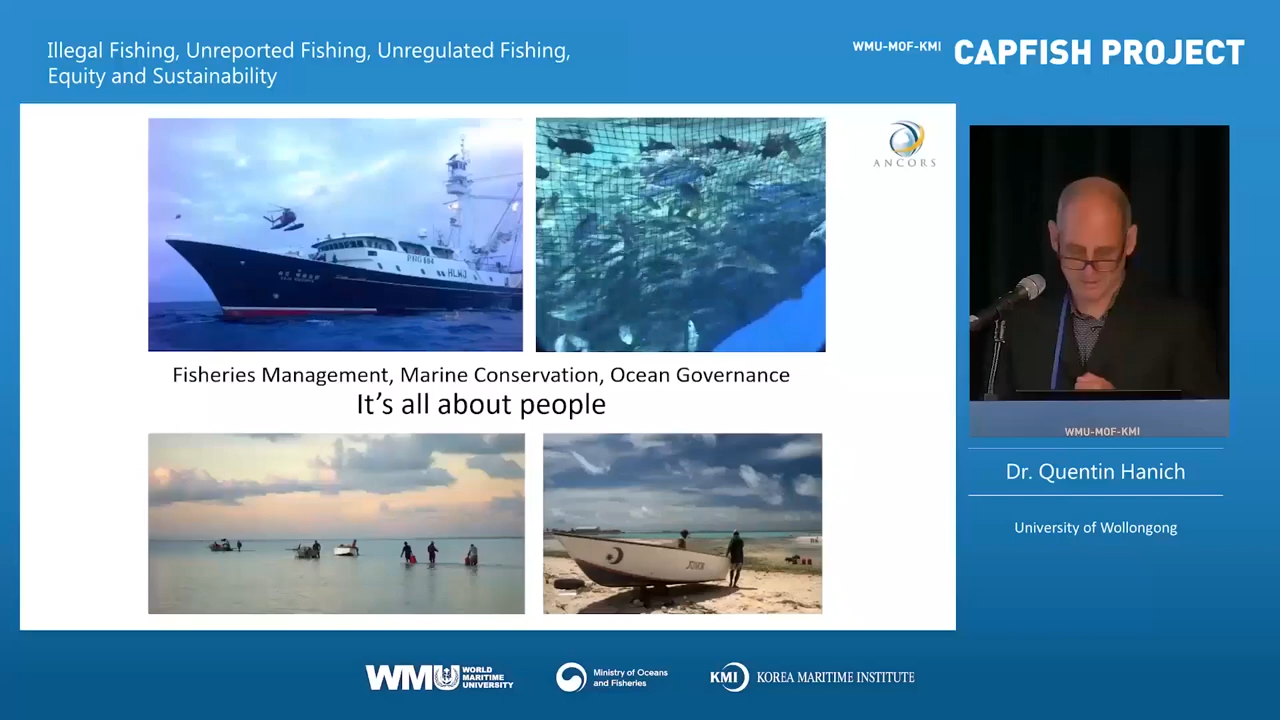 Illegal Fishing, Unreported Fishing, Unregulated Fishing,
Equity and Sustainability
WMU-MOF-KMI CAPFISH PROJECT
ANCORS
HLWJ
Fisheries Management, Marine Conservation, Ocean Governance
It's all about people
WMU-MOF-KMI
Dr. Quentin Hanich
University of Wollongong
WMU WORLD MARITIME UNIVERSITY
Ministry of Oceans
and Fisheries
KMI KOREA MARITIME INSTITUTE